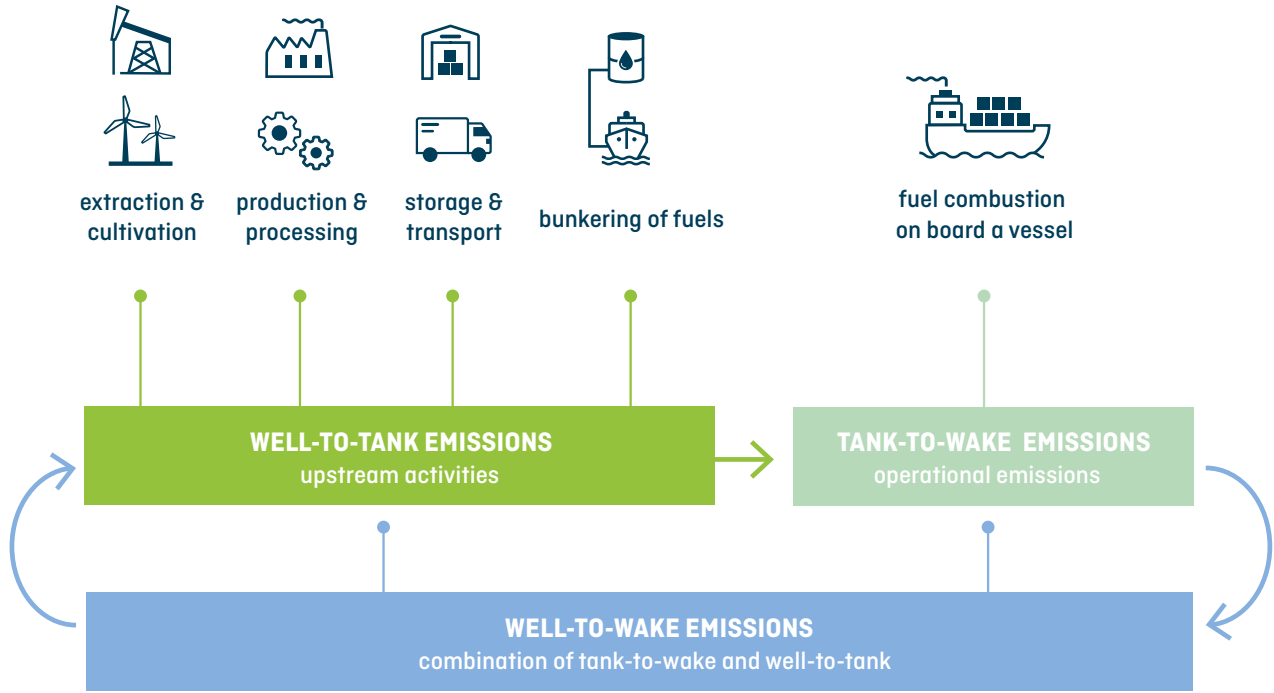 extraction &
cultivation
production &
processing
storage &
transport
bunkering of fuels
fuel combustion
on board a vessel
WELL-TO-TANK EMISSIONS
upstream activities
TANK-TO-WAKE EMISSIONS
operational emissions
WELL-TO-WAKE EMISSIONS
combination of tank-to-wake and well-to-tank